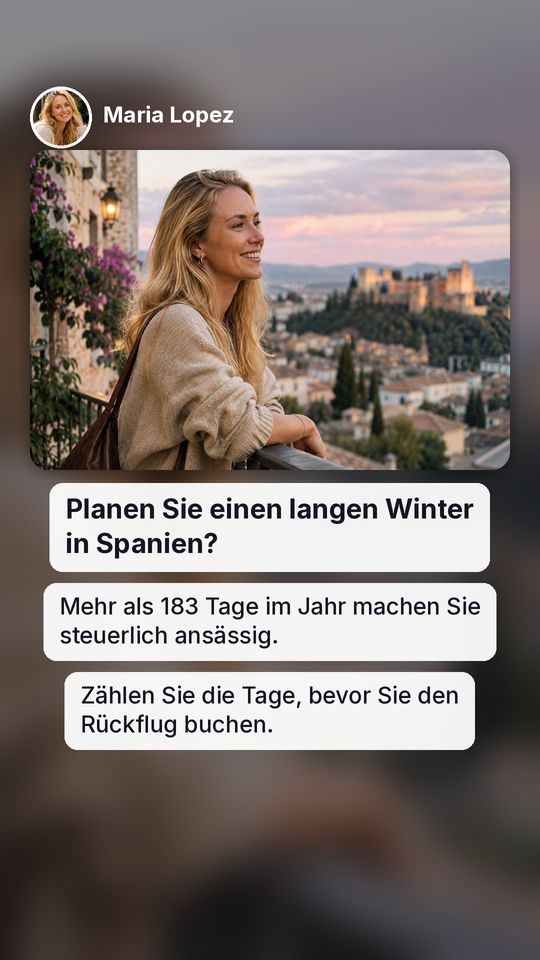 Maria Lopez
Planen Sie einen langen Winter
in Spanien?
Mehr als 183 Tage im Jahr machen Sie
steuerlich ansässig.
Zählen Sie die Tage, bevor Sie den
Rückflug buchen.